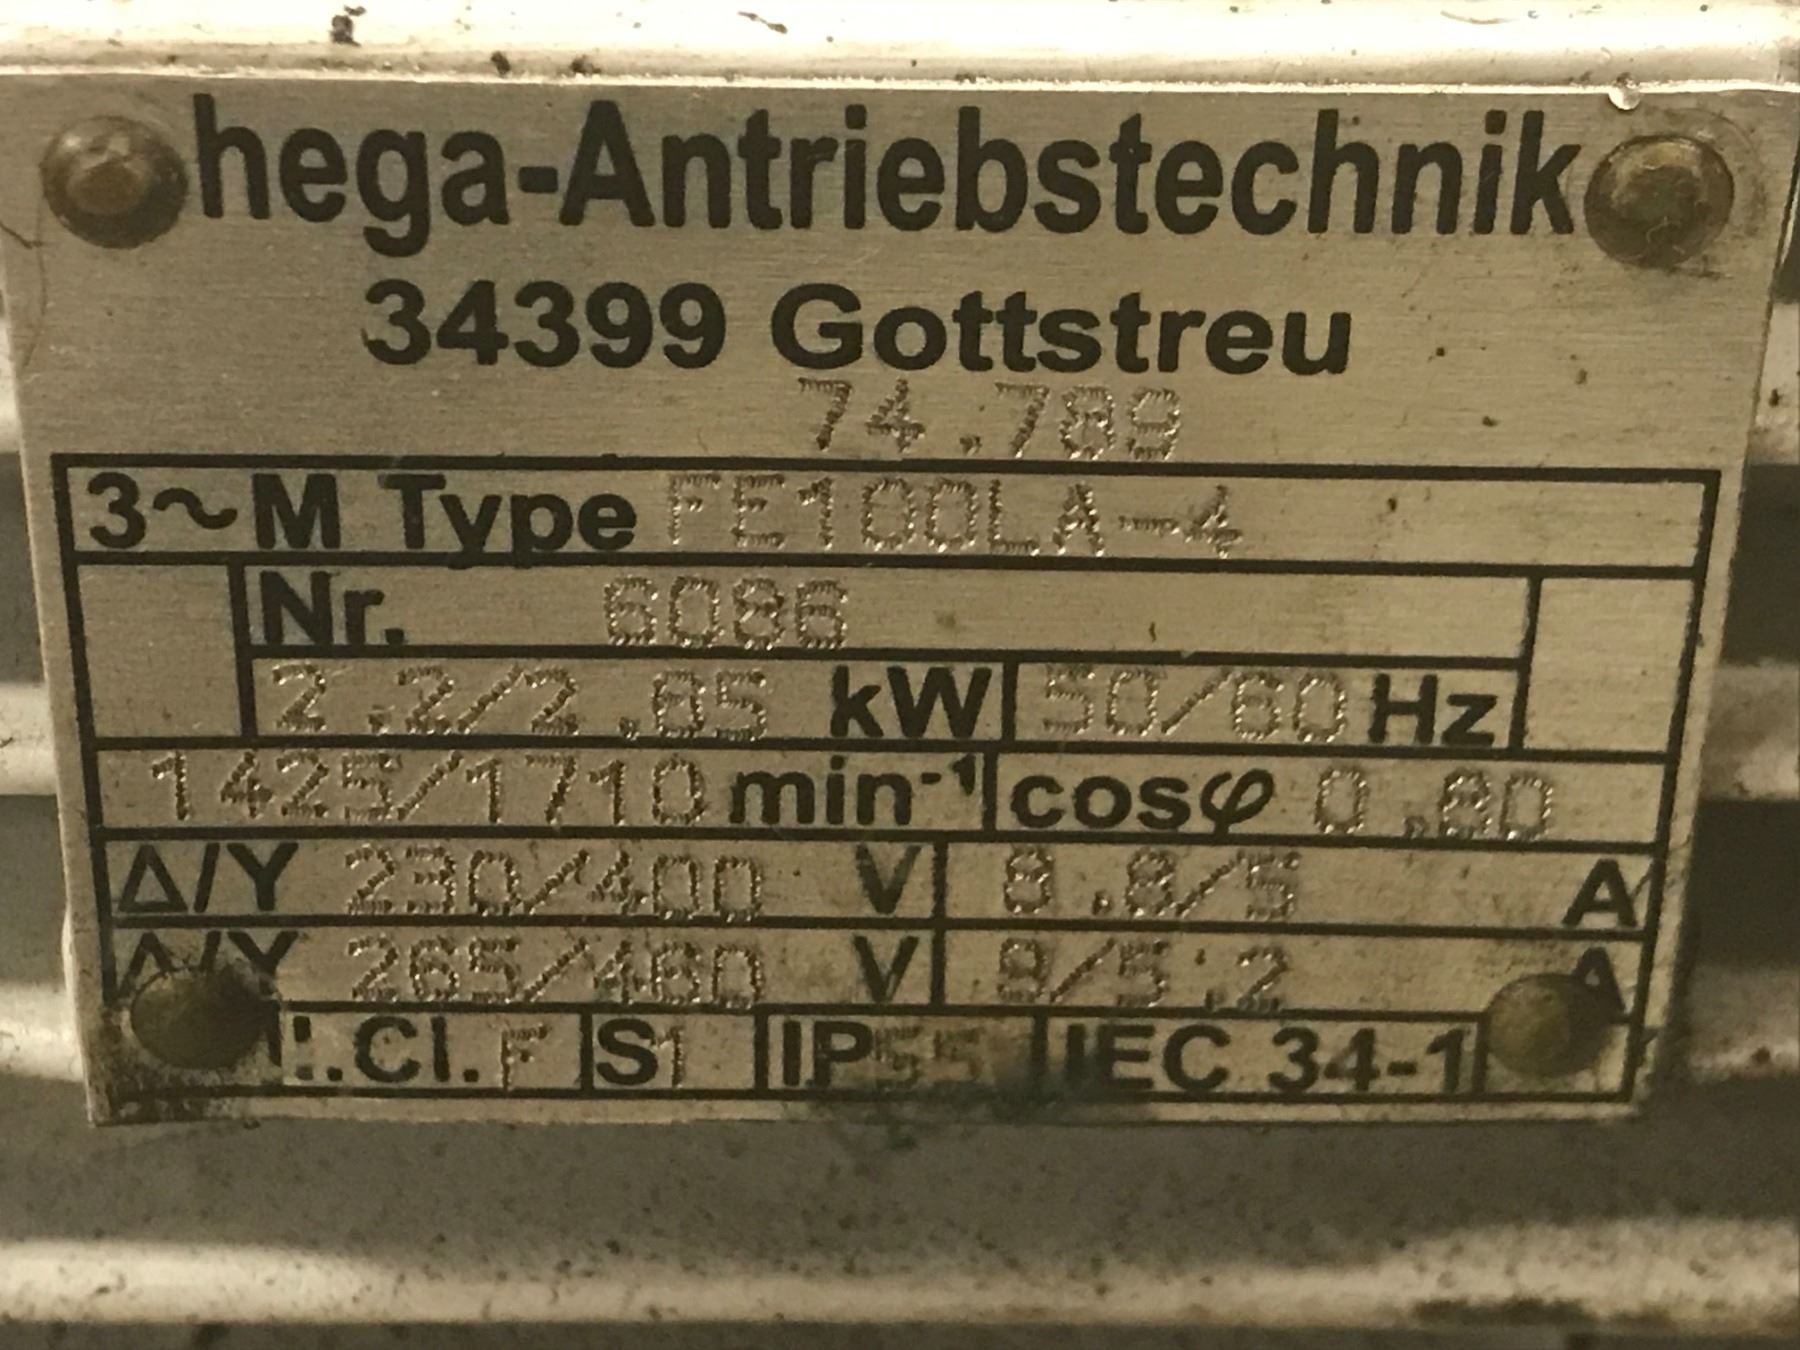 hega-Antriebstechnik
34399 Gottstreu
74.789
3~M Type FE100LA-4
Nr. 6086
2.2/2.65 kW 50/60 Hz
1425/1710 min-1 cosφ 0.80
Δ/Y 230/400 V 8.8/5 A
Δ/Y 265/460 V 9/5.2 A
I.Cl. F S1 IP55 IEC 34-1